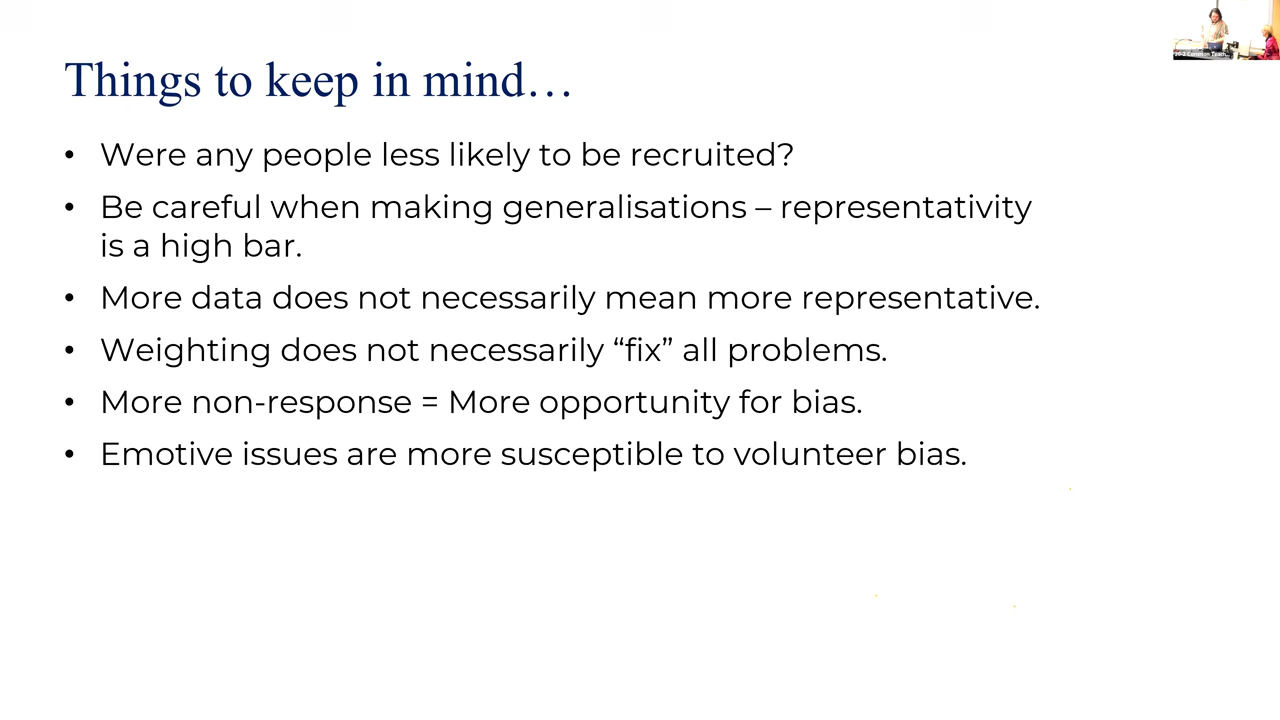 Things to keep in mind…
• Were any people less likely to be recruited?
• Be careful when making generalisations – representativity
is a high bar.
• More data does not necessarily mean more representative.
• Weighting does not necessarily “fix” all problems.
• More non-response = More opportunity for bias.
• Emotive issues are more susceptible to volunteer bias.